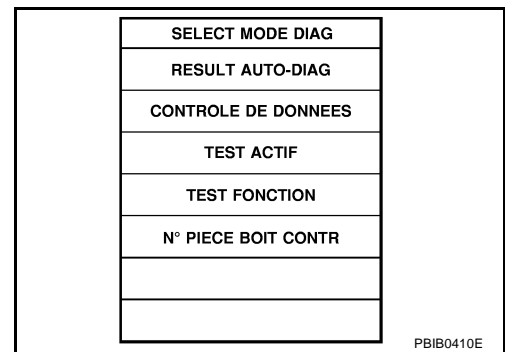 SELECT MODE DIAG
RESULT AUTO-DIAG
CONTROLE DE DONNEES
TEST ACTIF
TEST FONCTION
N° PIECE BOIT CONTR
PBIB0410E